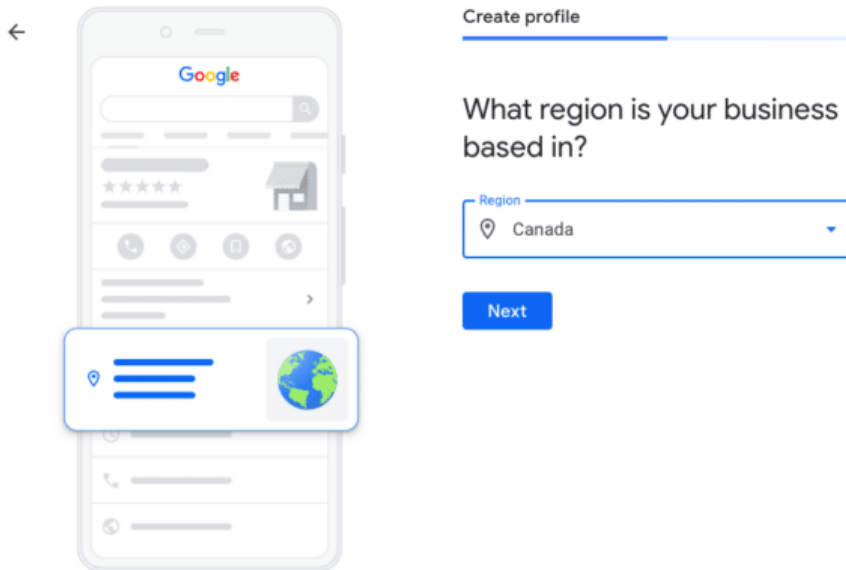 Google
Create profile
What region is your business
based in?
Region
Canada
Next